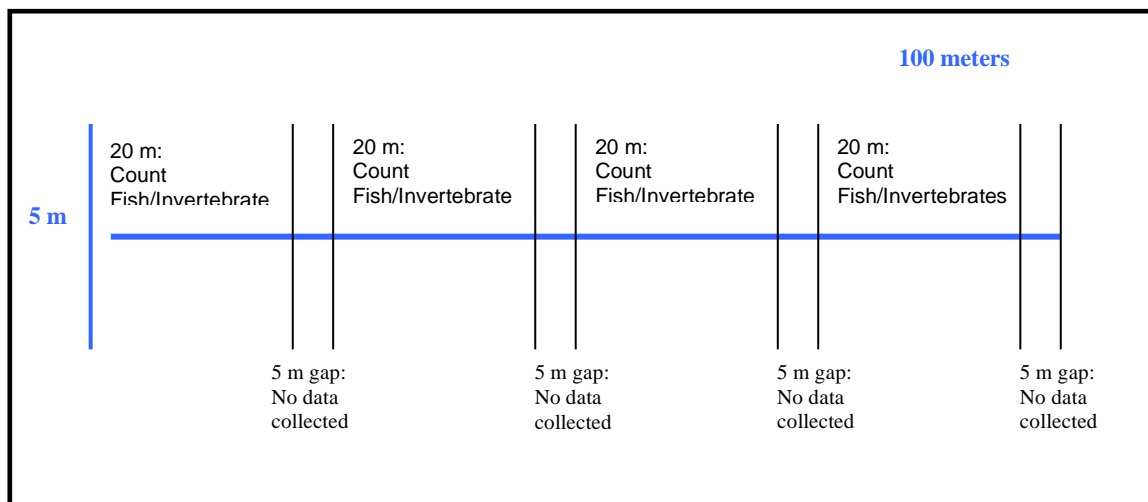 100 meters
20 m:
Count
Fish/Invertebrate
20 m:
Count
Fish/Invertebrate
20 m:
Count
Fish/Invertebrate
20 m:
Count
Fish/Invertebrates
5 m
5 m gap:
No data
collected
5 m gap:
No data
collected
5 m gap:
No data
collected
5 m gap:
No data
collected